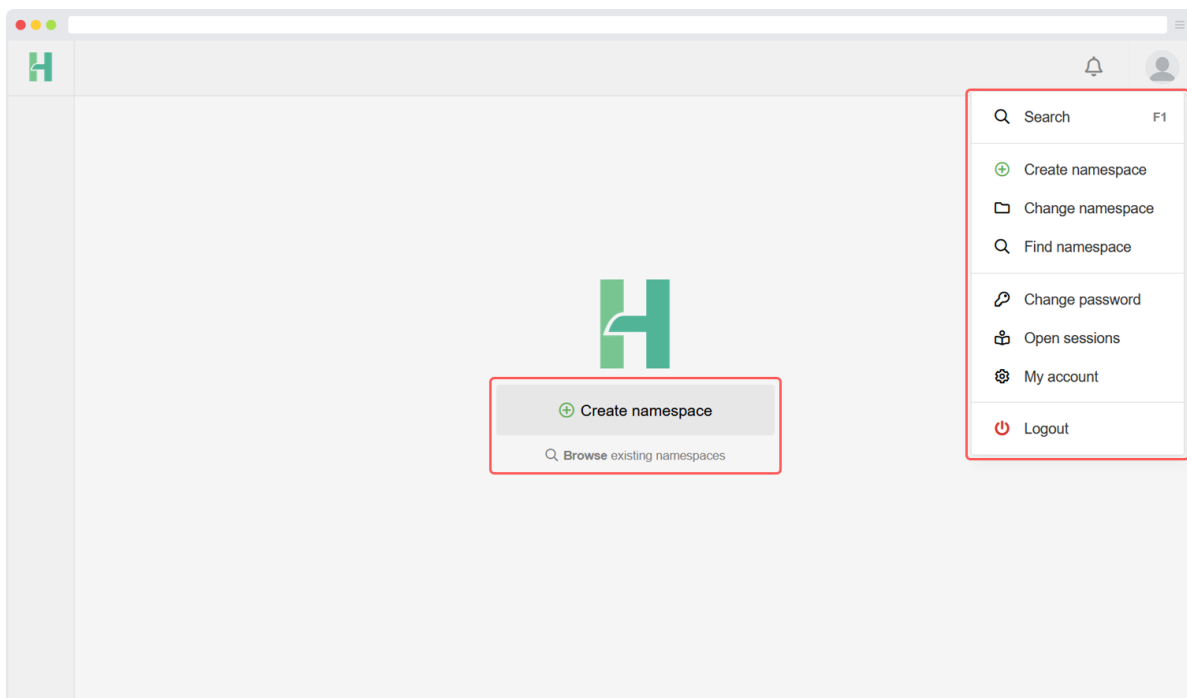 Search F1
Create namespace
Change namespace
Find namespace
Change password
Open sessions
My account
Logout
Create namespace
Browse existing namespaces